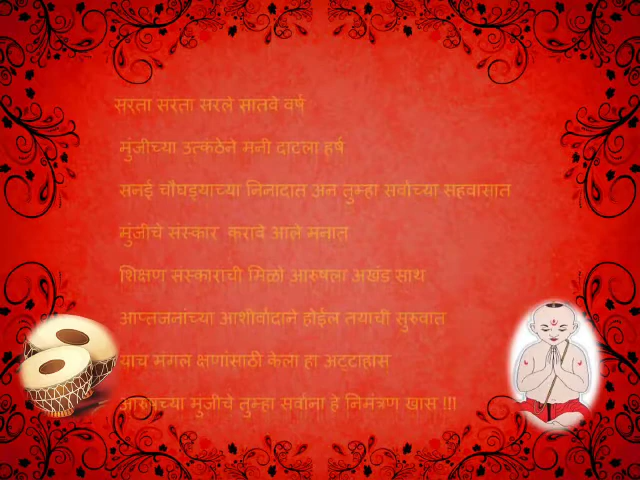 सरता सरता सरले सातवे वर्ष
मुंजीच्या उत्कंठेने मनी दाटला हर्ष
सनई चौघड्याच्या निनादात अन तुम्हा सर्वांच्या सहवासात
मुंजीचे संस्कार करावे आले मनात
शिक्षण संस्काराची मिळो आरुषला अखंड साथ
आप्तजनांच्या आशीर्वादाने होईल तयाची सुरुवात
याच मंगल क्षणांसाठी केला हा अट्टाहास
आरुषच्या मुंजीचे तुम्हा सर्वांना हे निमंत्रण खास !!!